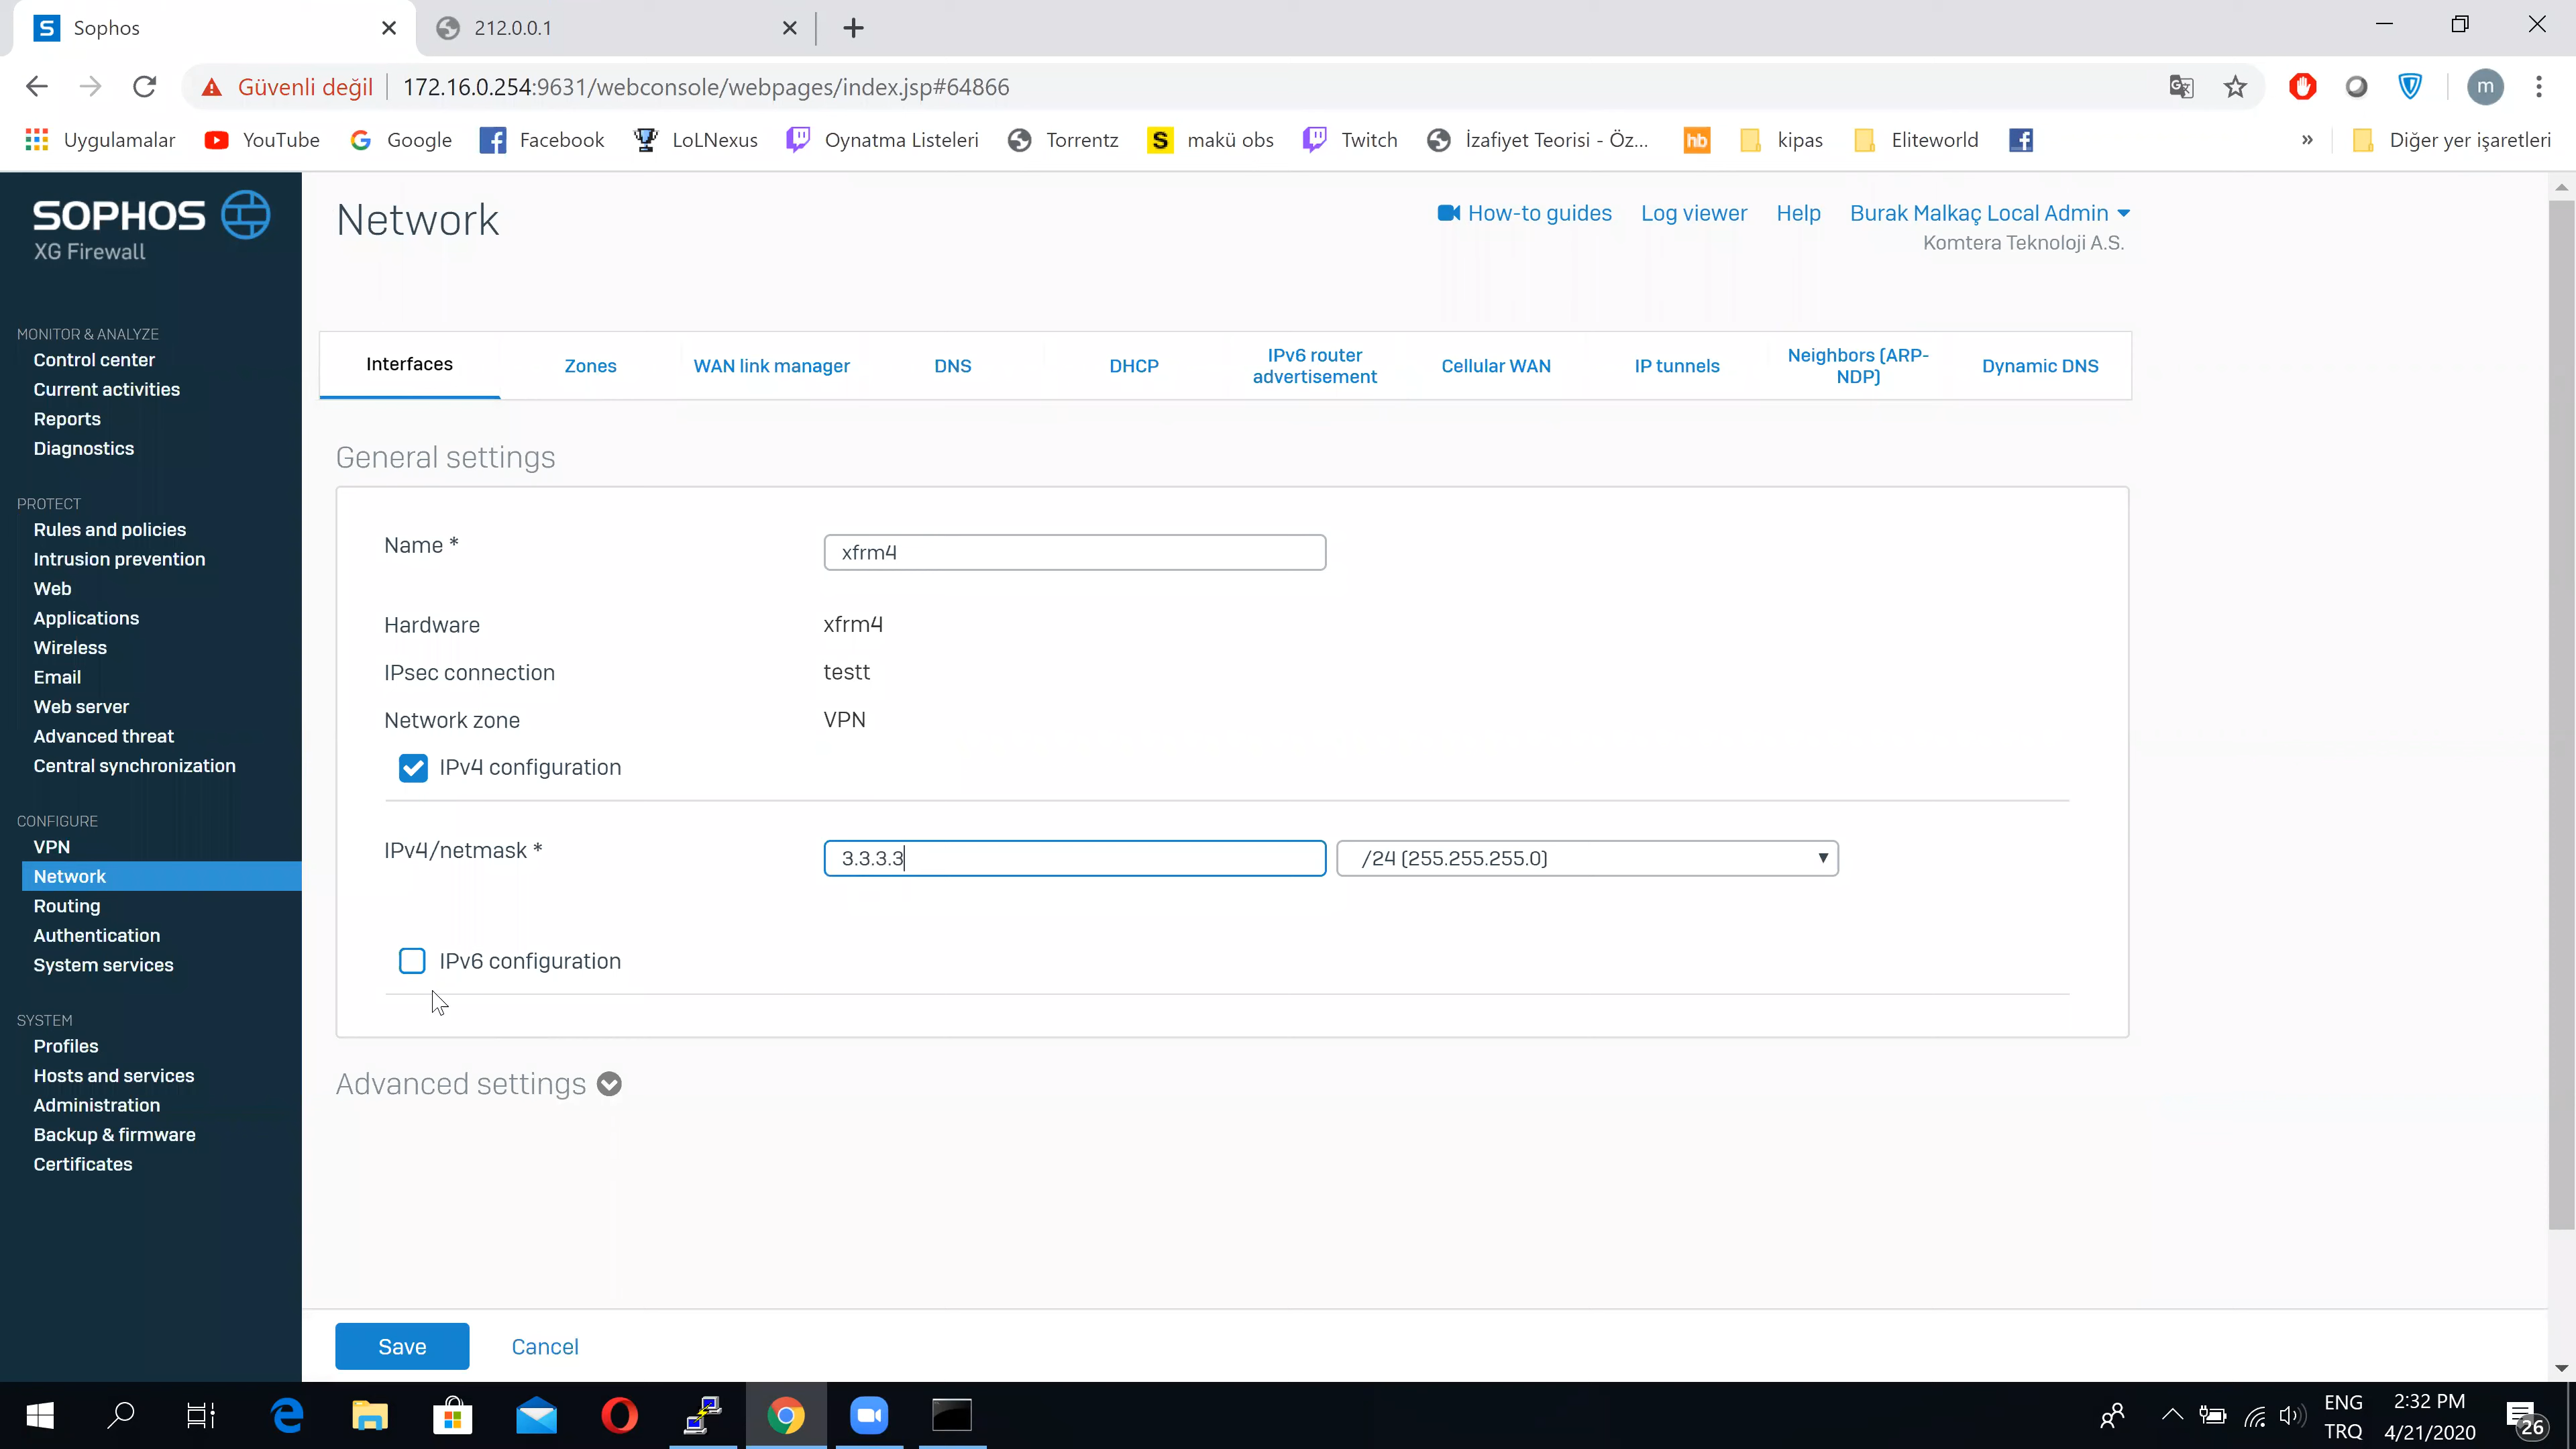 Sophos
212.0.0.1
Güvenli değil
172.16.0.254:9631/webconsole/webpages/index.jsp#64866
m
Uygulamalar
YouTube
Google
Facebook
LoLNexus
Oynatma Listeleri
Torrentz
makü obs
Twitch
İzafiyet Teorisi - Öz...
hb
kipas
Eliteworld
»
Diğer yer işaretleri
SOPHOS
XG Firewall
Network
How-to guides
Log viewer
Help
Burak Malkaç Local Admin
Komtera Teknoloji A.S.
MONITOR & ANALYZE
Control center
Current activities
Reports
Diagnostics
PROTECT
Rules and policies
Intrusion prevention
Web
Applications
Wireless
Email
Web server
Advanced threat
Central synchronization
CONFIGURE
VPN
Network
Routing
Authentication
System services
SYSTEM
Profiles
Hosts and services
Administration
Backup & firmware
Certificates
Interfaces
Zones
WAN link manager
DNS
DHCP
IPv6 router
advertisement
Cellular WAN
IP tunnels
Neighbors (ARP-
NDP)
Dynamic DNS
General settings
Name *
xfrm4
Hardware
xfrm4
IPsec connection
testt
Network zone
VPN
IPv4 configuration
IPv4/netmask *
3.3.3.3
/24 (255.255.255.0)
IPv6 configuration
Advanced settings
Save
Cancel
ENG
TRQ
2:32 PM
4/21/2020
26